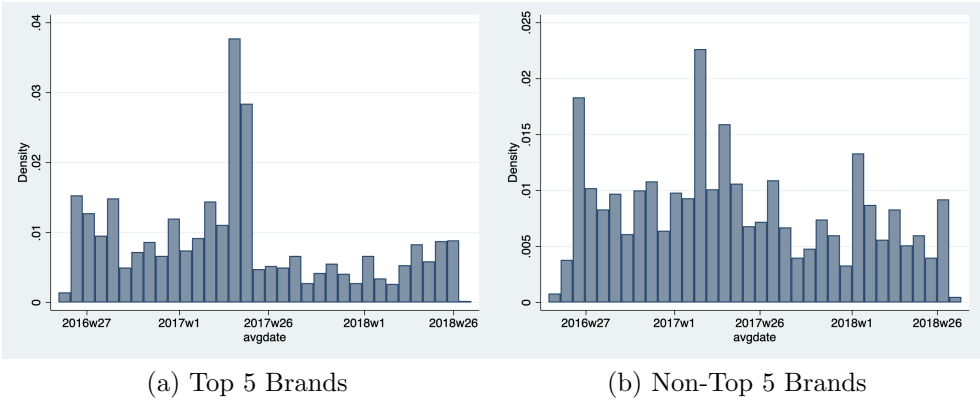 Density
.04
.03
.02
.01
0
2016w27 2017w1 2017w26 2018w1 2018w26
avgdate
(a) Top 5 Brands
Density
.025
.02
.015
.01
.005
0
2016w27 2017w1 2017w26 2018w1 2018w26
avgdate
(b) Non-Top 5 Brands